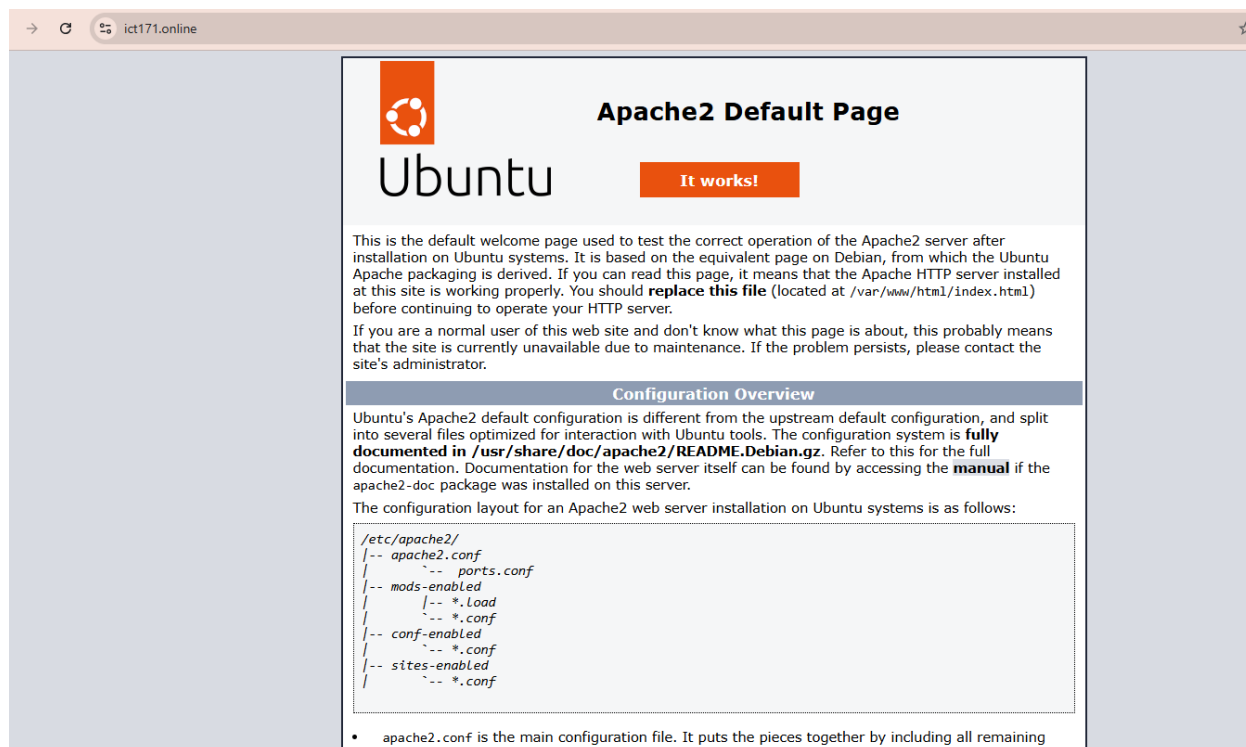 ict171.online
Apache2 Default Page
Ubuntu
It works!
This is the default welcome page used to test the correct operation of the Apache2 server after
installation on Ubuntu systems. It is based on the equivalent page on Debian, from which the Ubuntu
Apache packaging is derived. If you can read this page, it means that the Apache HTTP server installed
at this site is working properly. You should replace this file (located at /var/www/html/index.html)
before continuing to operate your HTTP server.
If you are a normal user of this web site and don't know what this page is about, this probably means
that the site is currently unavailable due to maintenance. If the problem persists, please contact the
site's administrator.
Configuration Overview
Ubuntu's Apache2 default configuration is different from the upstream default configuration, and split
into several files optimized for interaction with Ubuntu tools. The configuration system is fully
documented in /usr/share/doc/apache2/README.Debian.gz. Refer to this for the full
documentation. Documentation for the web server itself can be found by accessing the manual if the
apache2-doc package was installed on this server.
The configuration layout for an Apache2 web server installation on Ubuntu systems is as follows:
/etc/apache2/
|-- apache2.conf
|       `--  ports.conf
|-- mods-enabled
|       |-- *.load
|       `-- *.conf
|-- conf-enabled
|       `-- *.conf
|-- sites-enabled
|       `-- *.conf
• apache2.conf is the main configuration file. It puts the pieces together by including all remaining